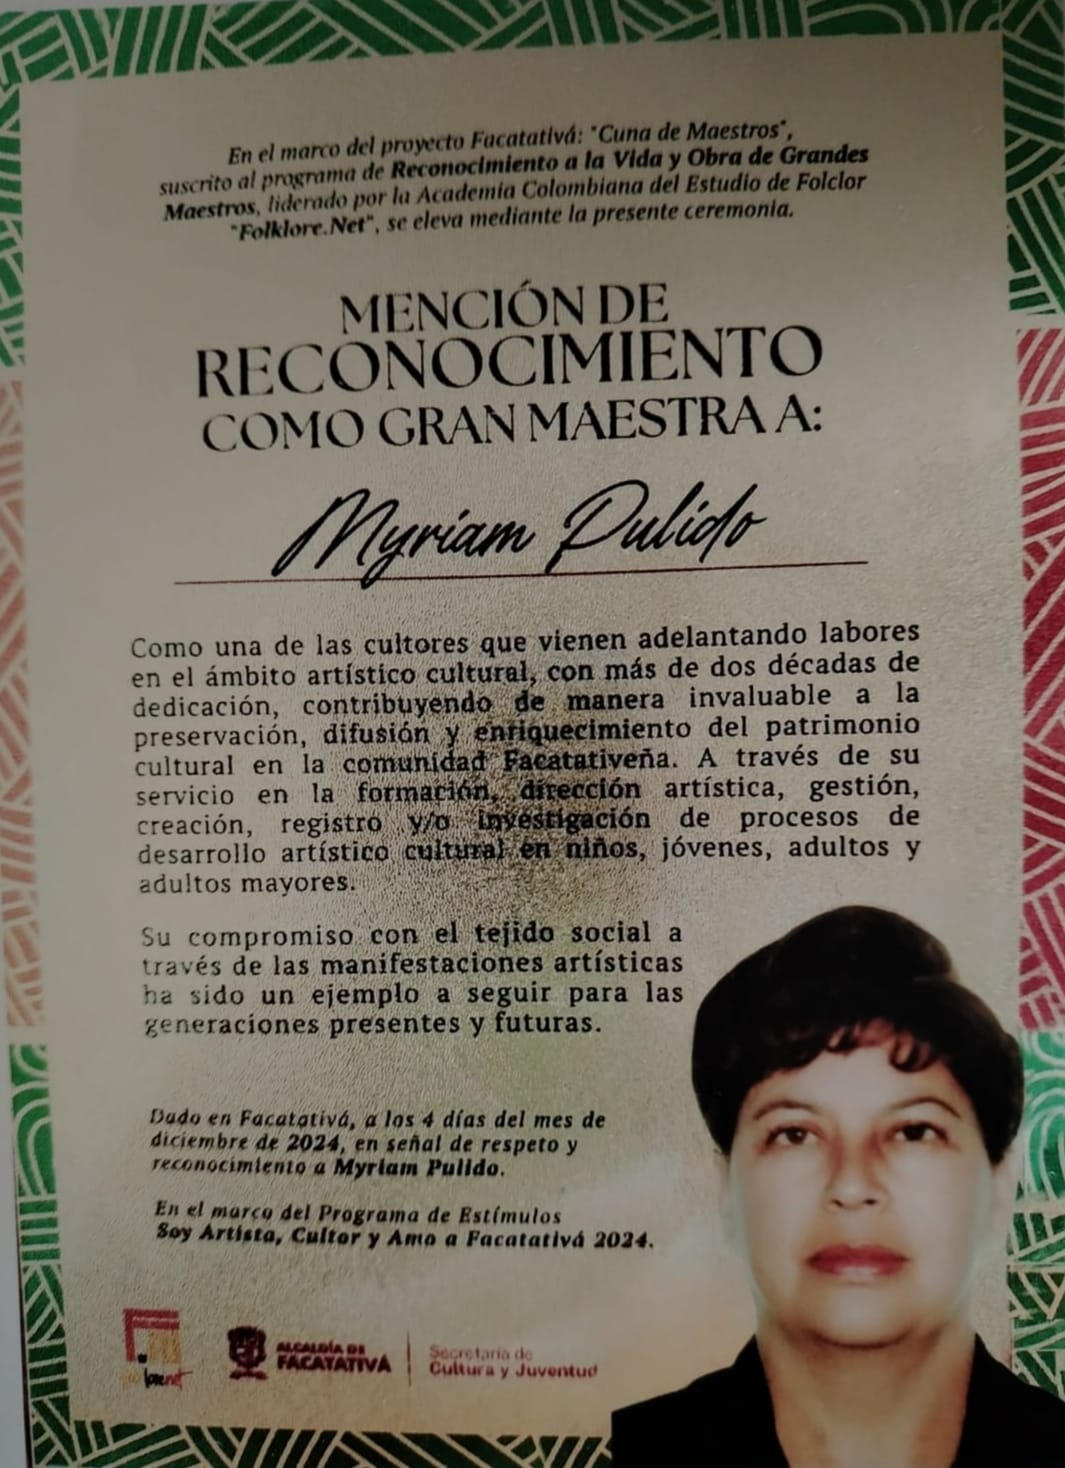 En el marco del proyecto Facatativá: "Cuna de Maestros",
suscrito al programa de Reconocimiento a la Vida y Obra de Grandes
Maestros, liderado por la Academia Colombiana del Estudio de Folclor
"Folklore.Net", se eleva mediante la presente ceremonia.
MENCIÓN DE
RECONOCIMIENTO
COMO GRAN MAESTRA A:
Myriam Pulido
Como una de las cultores que vienen adelantando labores
en el ámbito artístico cultural, con más de dos décadas de
dedicación, contribuyendo de manera invaluable a la
preservación, difusión y enriquecimiento del patrimonio
cultural en la comunidad Facatativeña. A través de su
servicio en la formación, dirección artística, gestión,
creación, registro y/o investigación de procesos de
desarrollo artístico cultural en niños, jóvenes, adultos y
adultos mayores.
Su compromiso con el tejido social a
través de las manifestaciones artísticas
ha sido un ejemplo a seguir para las
generaciones presentes y futuras.
Dado en Facatativá, a los 4 días del mes de
diciembre de 2024, en señal de respeto y
reconocimiento a Myriam Pulido.
En el marco del Programa de Estímulos
Soy Artista, Cultor y Amo a Facatativá 2024.
ALCALDÍA DE
FACATATIVÁ
Secretaría de
Cultura y Juventud